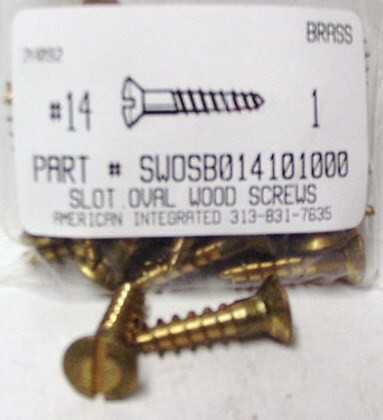 BRASS
#14
1
PART # SWOSB014101000
SLOT OVAL WOOD SCREWS
AMERICAN INTEGRATED 313-831-7635